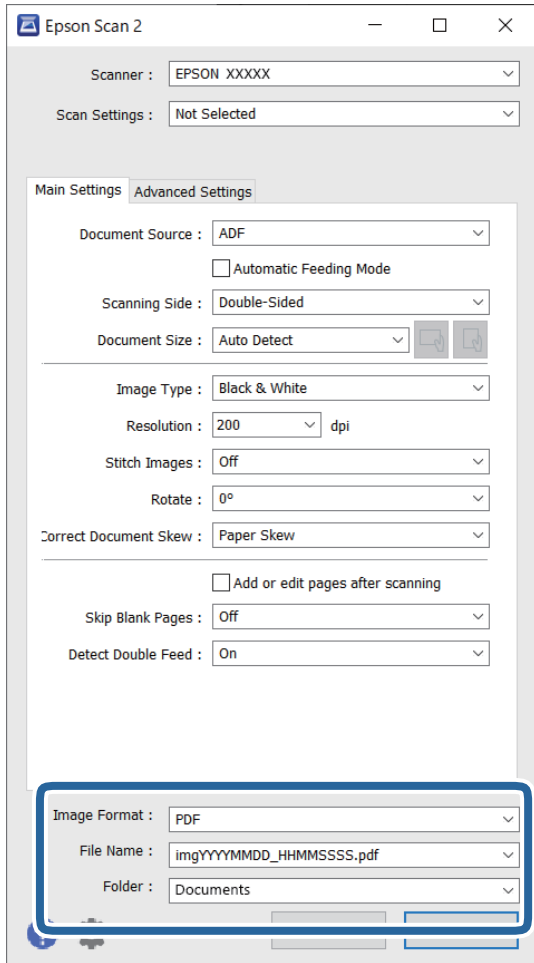 Epson Scan 2
Scanner : EPSON XXXXX
Scan Settings : Not Selected
Main Settings Advanced Settings
Document Source : ADF
Automatic Feeding Mode
Scanning Side : Double-Sided
Document Size : Auto Detect
Image Type : Black & White
Resolution : 200 dpi
Stitch Images : Off
Rotate : 0°
Correct Document Skew : Paper Skew
Add or edit pages after scanning
Skip Blank Pages : Off
Detect Double Feed : On
Image Format : PDF
File Name : imgYYYYMMDD_HHMMSSSS.pdf
Folder : Documents